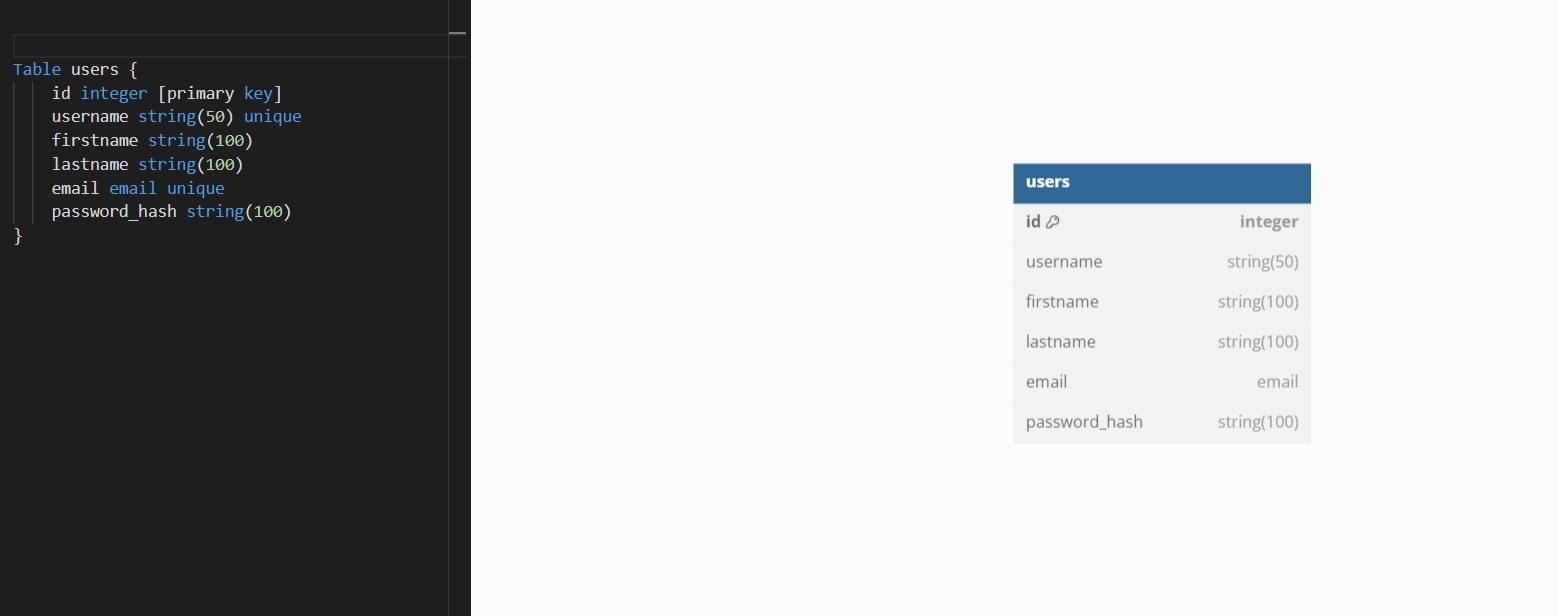 Table users {
id integer [primary key]
username string(50) unique
firstname string(100)
lastname string(100)
email email unique
password_hash string(100)
}
users
id integer
username string(50)
firstname string(100)
lastname string(100)
email email
password_hash string(100)